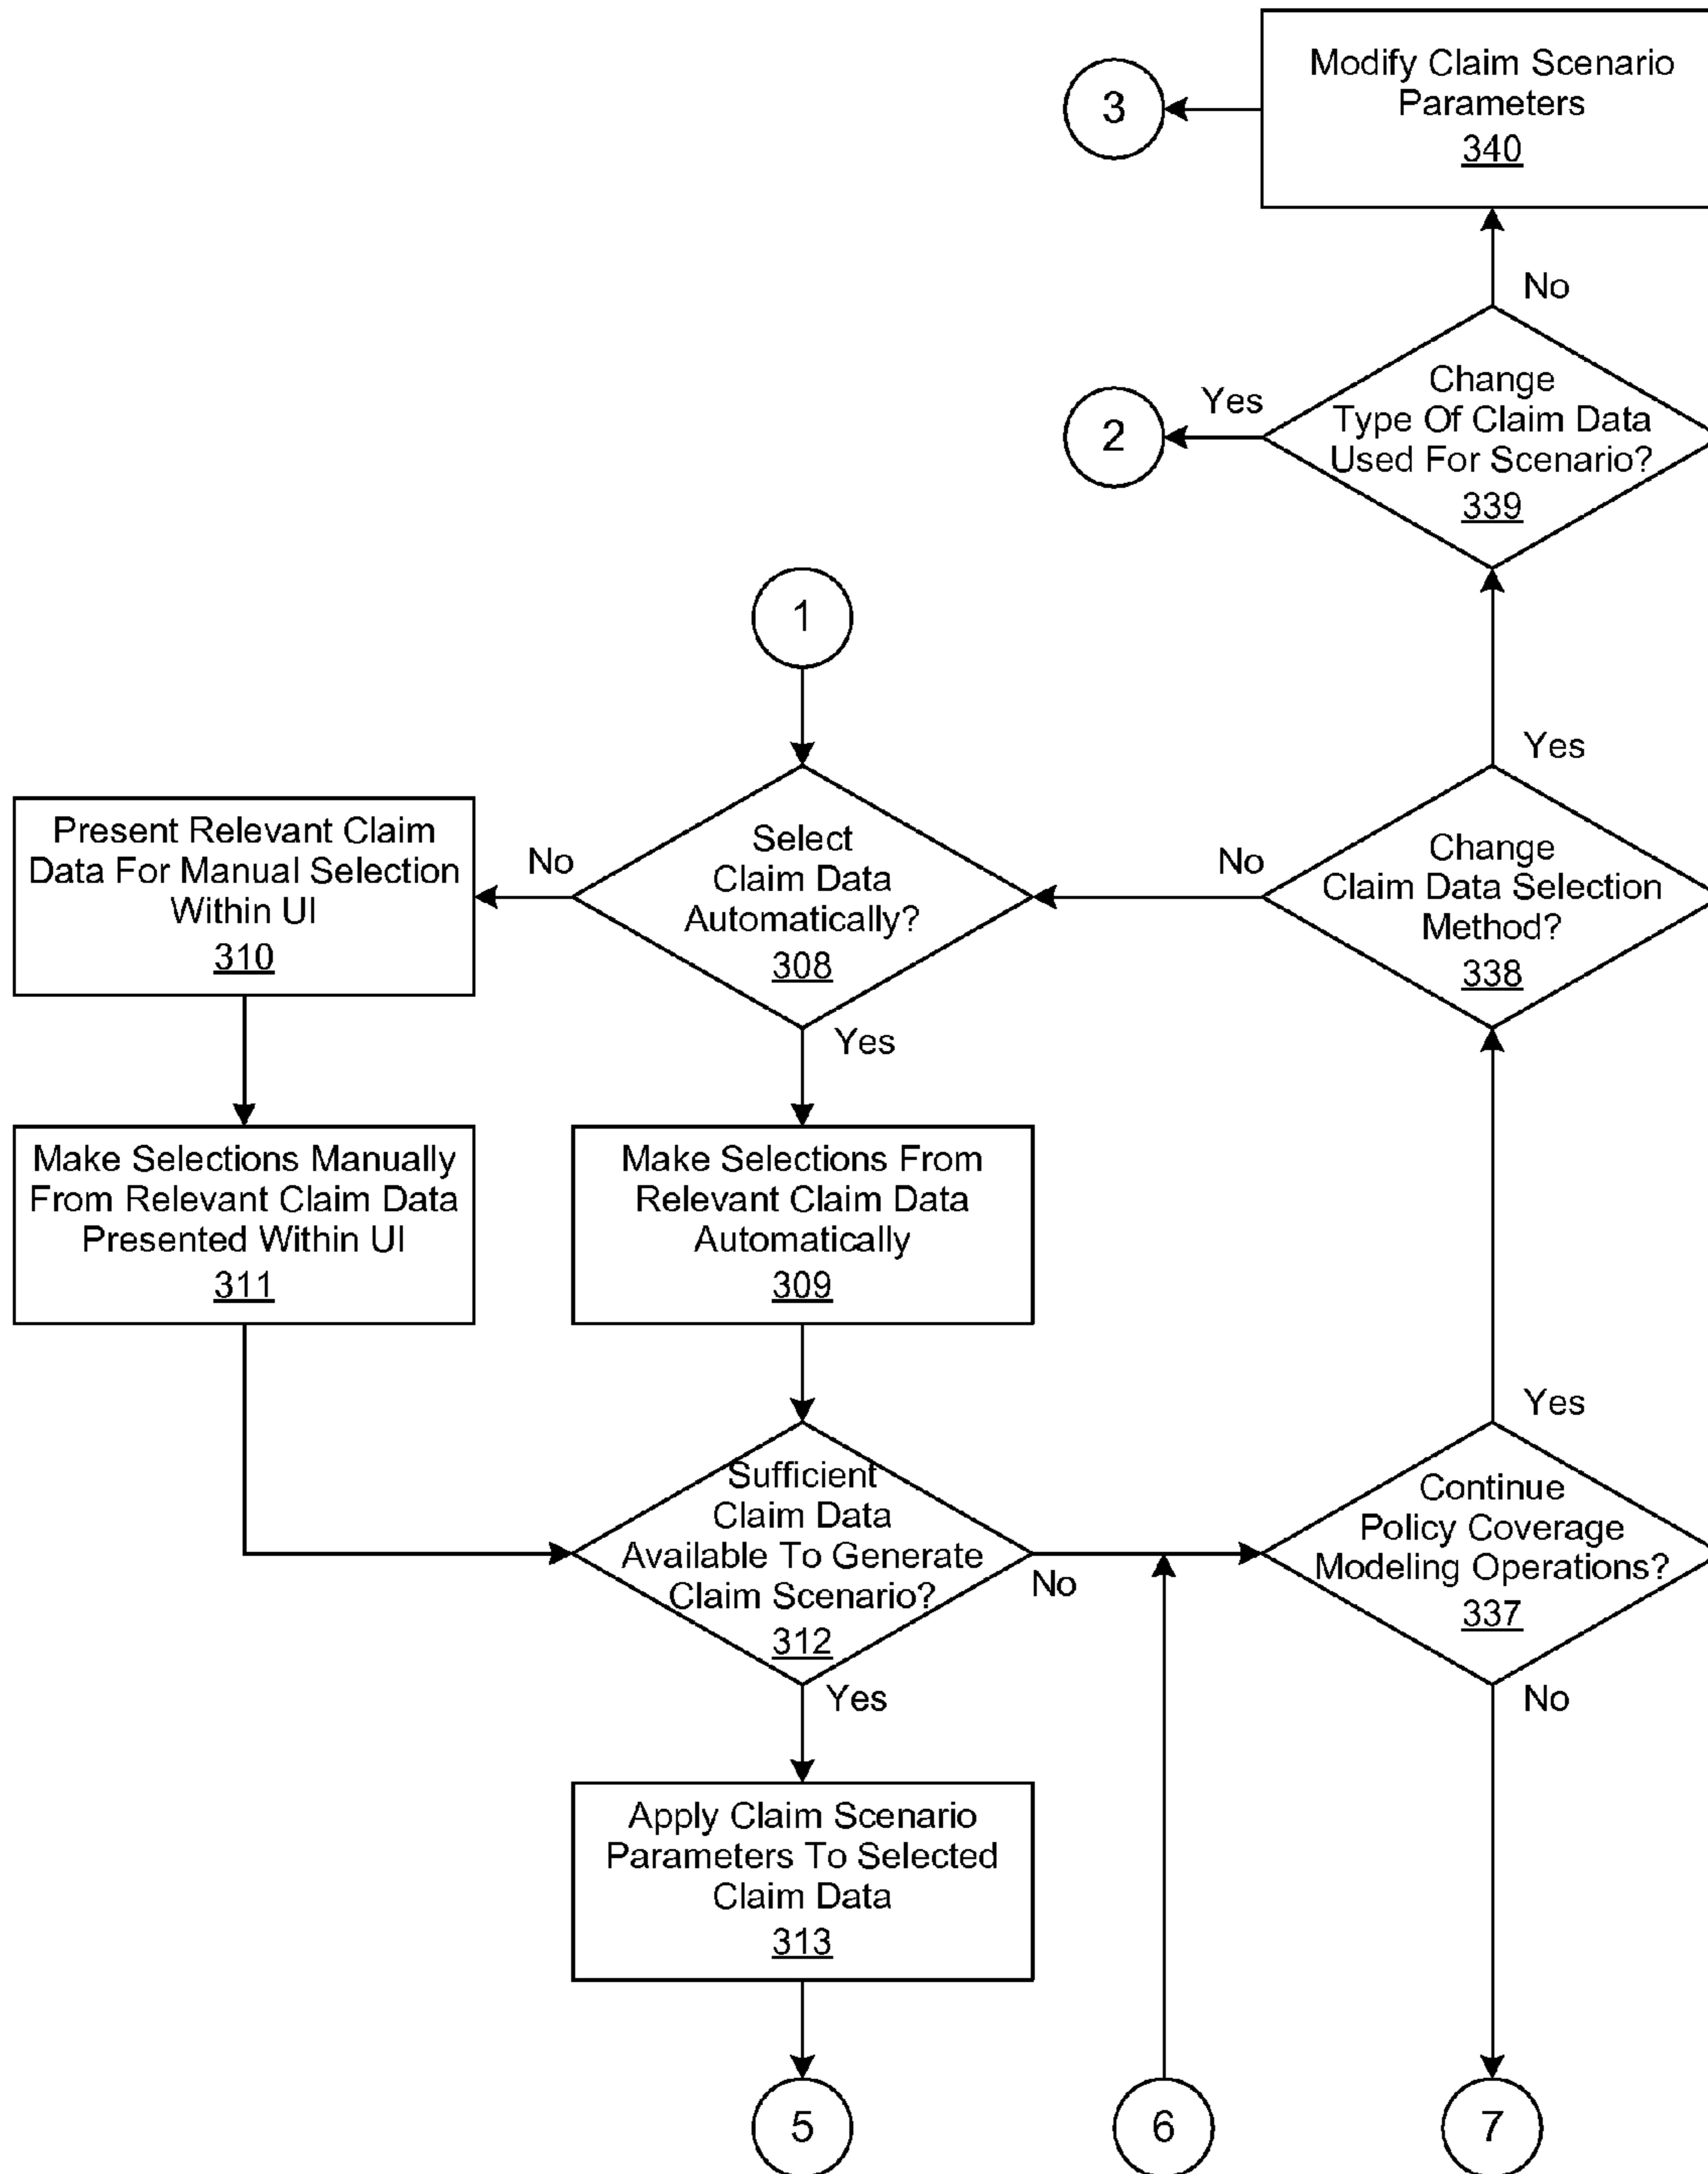 Modify Claim Scenario
Parameters
340
3
No
Change
Type Of Claim Data
Used For Scenario?
339
Yes
2
1
Yes
Present Relevant Claim
Data For Manual Selection
Within UI
310
No
Select
Claim Data
Automatically?
308
No
Change
Claim Data Selection
Method?
338
Yes
Make Selections Manually
From Relevant Claim Data
Presented Within UI
311
Make Selections From
Relevant Claim Data
Automatically
309
Yes
Sufficient
Claim Data
Available To Generate
Claim Scenario?
312
No
Continue
Policy Coverage
Modeling Operations?
337
Yes
No
Apply Claim Scenario
Parameters To Selected
Claim Data
313
5
6
7